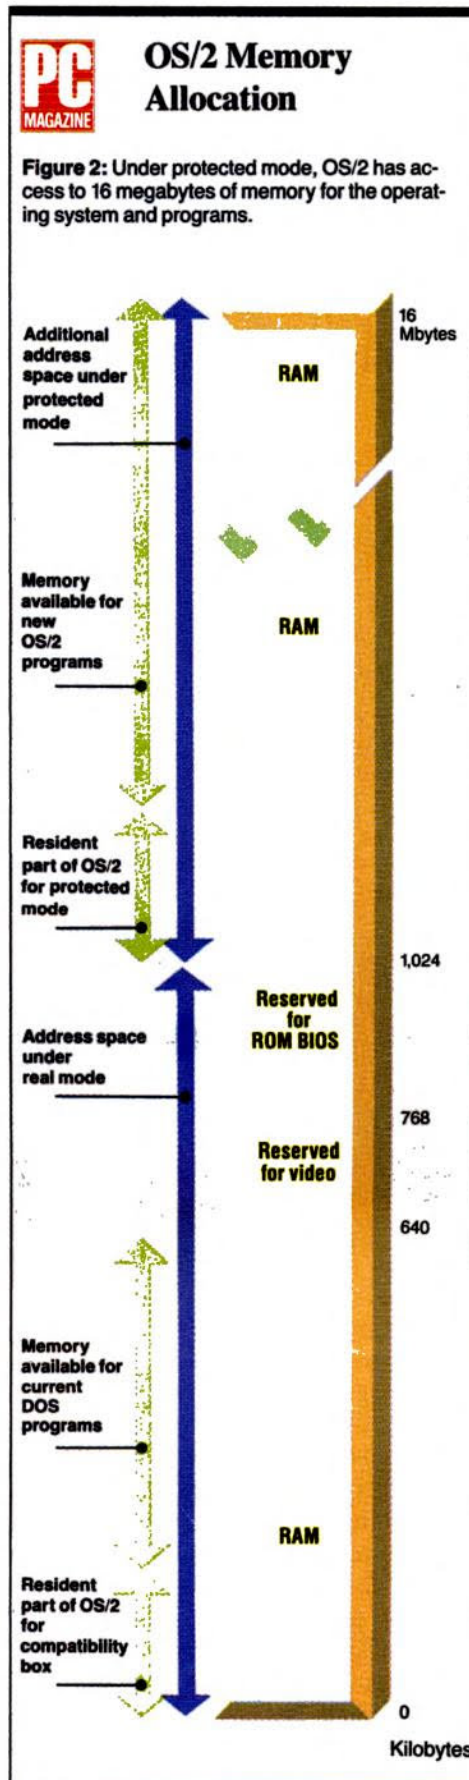 PC
MAGAZINE
OS/2 Memory
Allocation
Figure 2: Under protected mode, OS/2 has ac-
cess to 16 megabytes of memory for the operat-
ing system and programs.
16
Mbytes
Additional
address
space under
protected
mode
RAM
Memory
available for
new
OS/2
programs
RAM
Resident
part of OS/2
for protected
mode
1,024
Reserved
for
ROM BIOS
Address space
under
real mode
768
Reserved
for video
640
Memory
available for
current
DOS
programs
RAM
Resident
part of OS/2
for
compatibility
box
0
Kilobytes